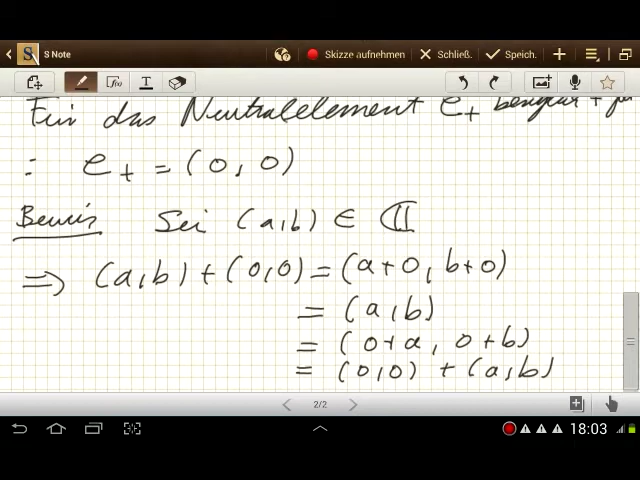 S Note
Skizze aufnehmen
Schließ.
Speich.
Für das Neutralelement e₊ bezgl. +
: e₊ = (0, 0)
Beweis Sei (a,b) ∈ ℂ
⇒ (a,b) + (0,0) = (a+0, b+0)
= (a,b)
= (0+a, 0+b)
= (0,0) + (a,b)
2/2
18:03